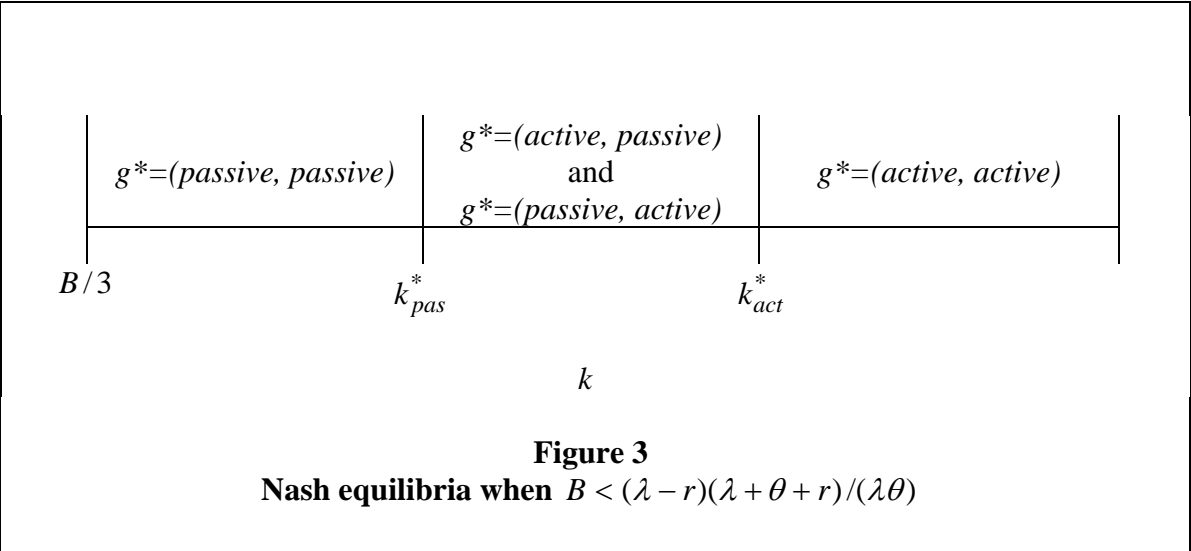 g*=(passive, passive)
g*=(active, passive)
and
g*=(passive, active)
g*=(active, active)
B/3
k*pas
k*act
k
Figure 3
Nash equilibria when B < (λ − r)(λ + θ + r)/(λθ)